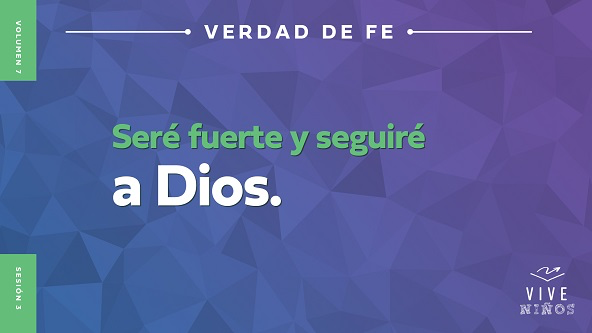 VOLUMEN 7
VERDAD DE FE
Seré fuerte y seguiré
a Dios.
SESIÓN 3
VIVE
NIÑOS